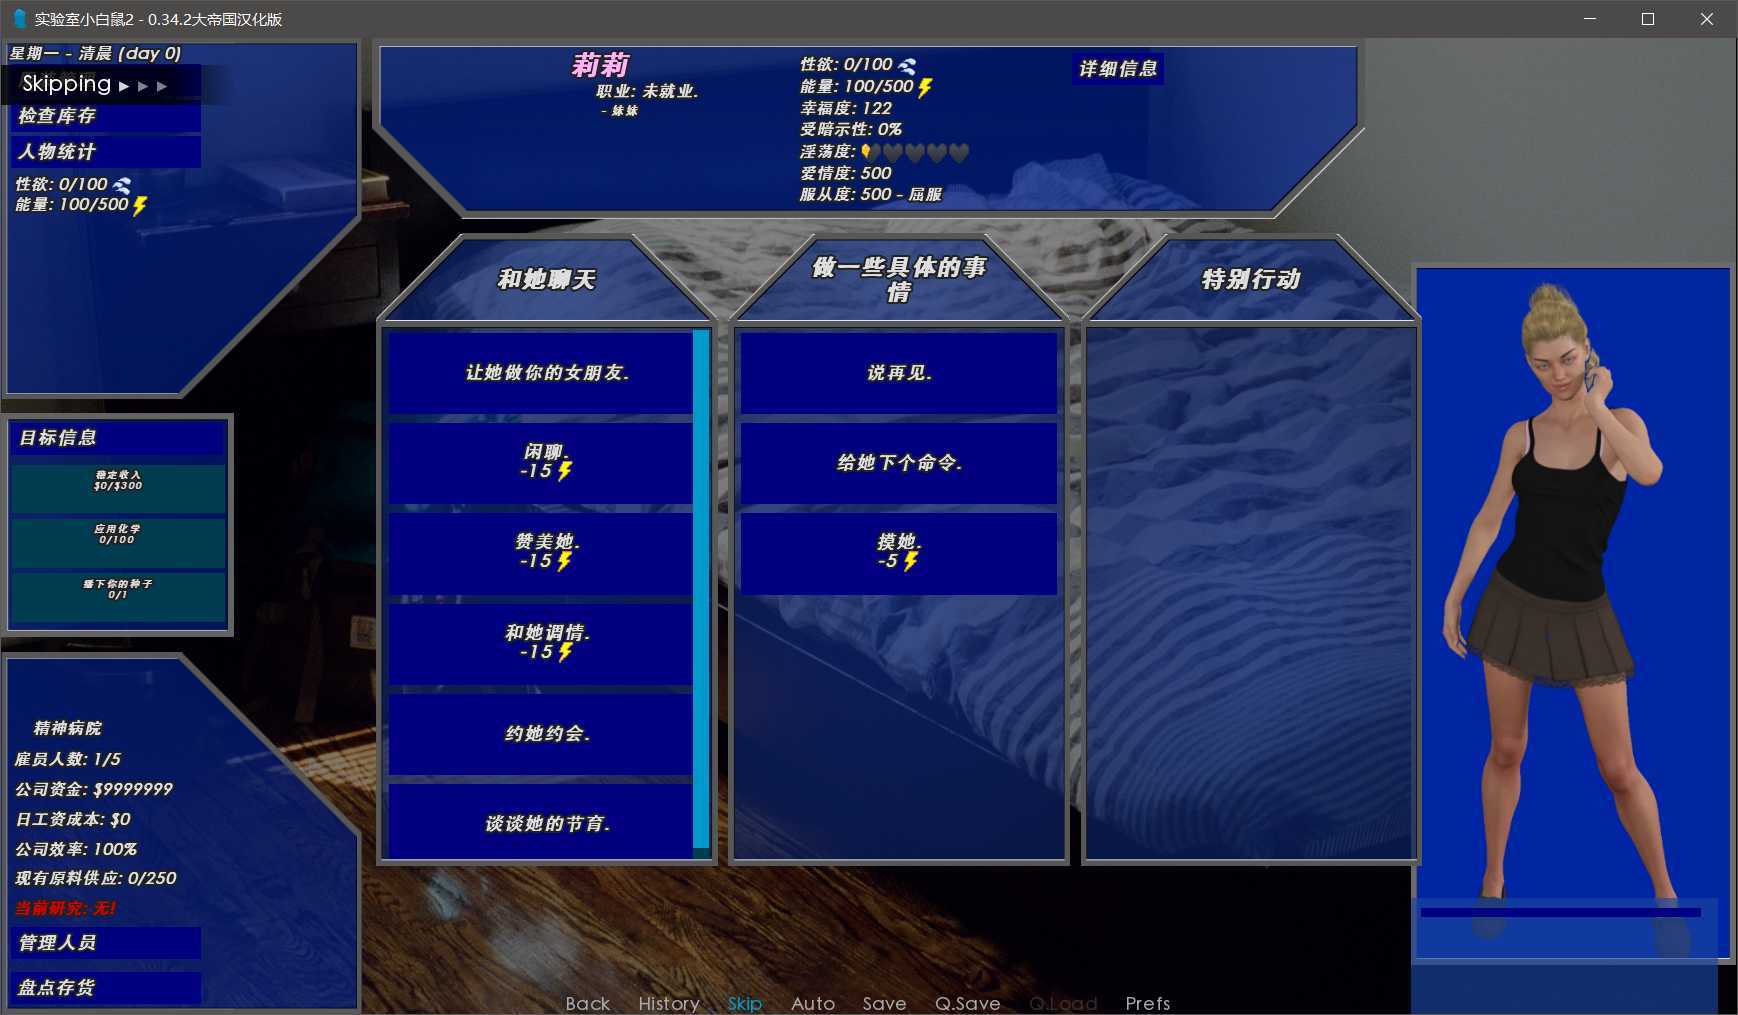 实验室小白鼠2 - 0.34.2大帝国汉化版
星期一 - 清晨 (day 0)
Skipping
检查库存
人物统计
性欲: 0/100
能量: 100/500
莉莉
职业: 未就业.
- 妹妹
性欲: 0/100
能量: 100/500
幸福度: 122
受暗示性: 0%
淫荡度:
爱情度: 500
服从度: 500 - 屈服
详细信息
和她聊天
让她做你的女朋友.
闲聊.
-15
赞美她.
-15
和她调情.
-15
约她约会.
谈谈她的节育.
做一些具体的事
情
说再见.
给她下个命令.
摸她.
-5
特别行动
目标信息
稳定收入
$0/$300
应用化学
0/100
播下你的种子
0/1
精神病院
雇员人数: 1/5
公司资金: $9999999
日工资成本: $0
公司效率: 100%
现有原料供应: 0/250
当前研究: 无!
管理人员
盘点存货
Back History Skip Auto Save Q.Save Q.Load Prefs